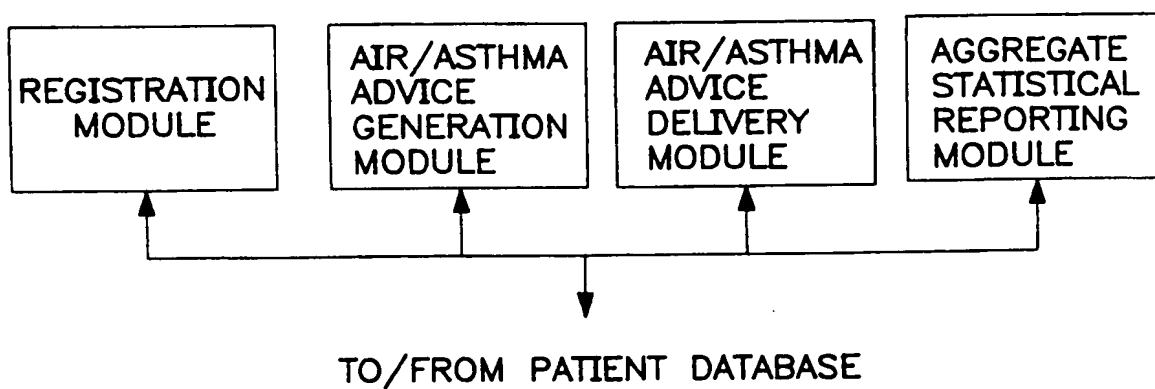 REGISTRATION
MODULE
AIR/ASTHMA
ADVICE
GENERATION
MODULE
AIR/ASTHMA
ADVICE
DELIVERY
MODULE
AGGREGATE
STATISTICAL
REPORTING
MODULE
TO/FROM PATIENT DATABASE